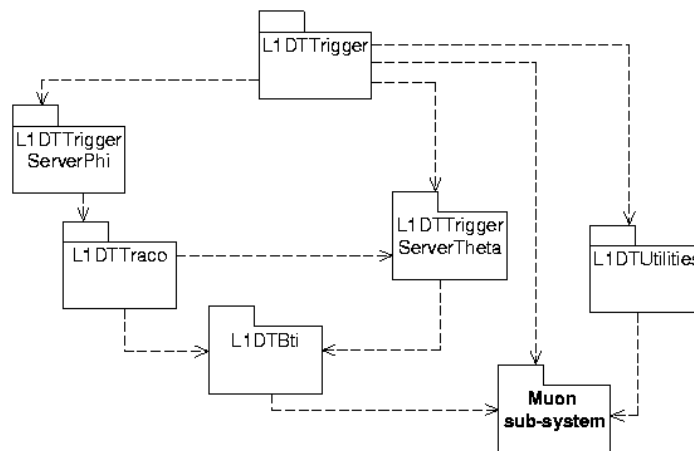 L1DTTrigger
L1DTTrigger
ServerPhi
L1DTTraco
L1DTTrigger
ServerTheta
L1DTUtilities
L1DTBti
Muon
sub-system